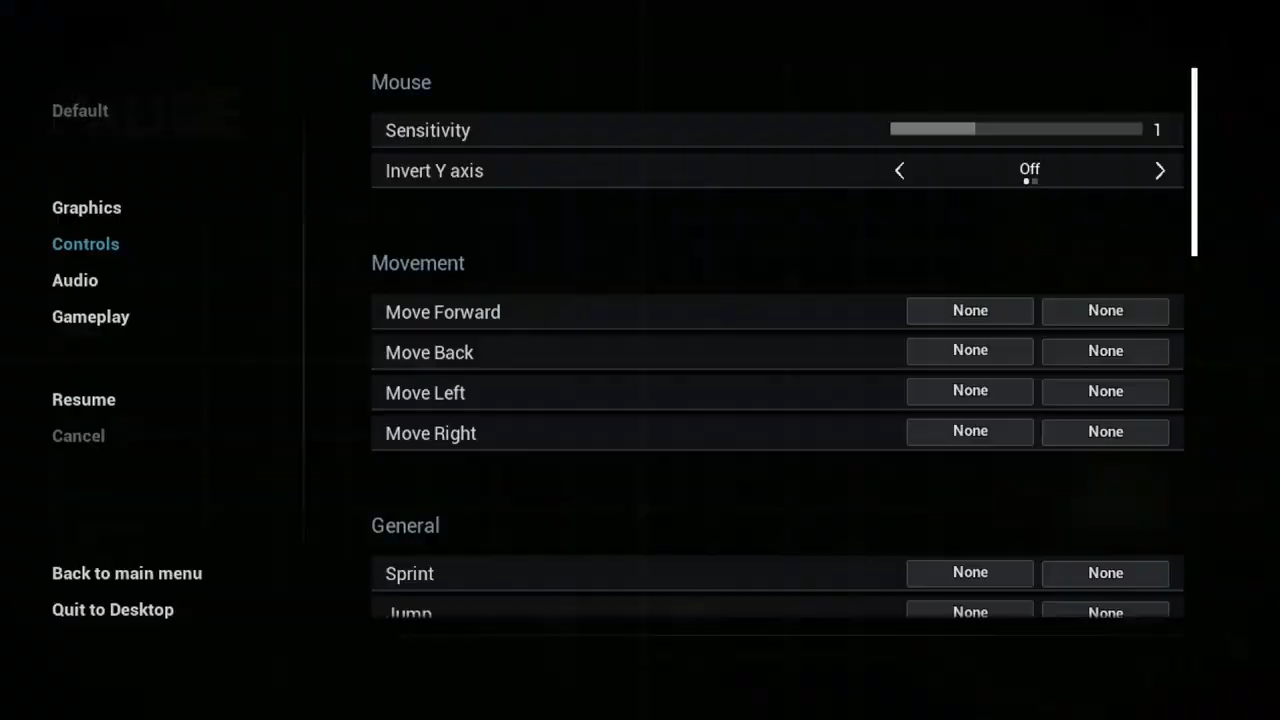 Default
Graphics
Controls
Audio
Gameplay
Resume
Cancel
Back to main menu
Quit to Desktop
Mouse
Sensitivity 1
Invert Y axis Off
Movement
Move Forward None None
Move Back None None
Move Left None None
Move Right None None
General
Sprint None None
Jump None None